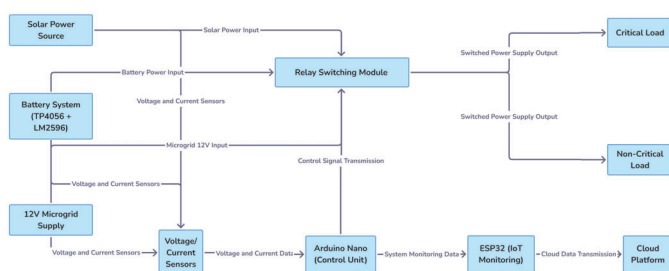 Solar Power
Source
Solar Power Input
Critical Load
Switched Power Supply Output
Battery Power Input
Relay Switching Module
Battery System
(TP4056 +
LM2596)
Voltage and Current Sensors
Switched Power Supply Output
Microgrid 12V Input
Control Signal Transmission
Non-Critical
Load
Voltage and Current Sensors
12V Microgrid
Supply
Voltage and Current Sensors
Voltage/
Current
Sensors
Voltage and Current Data
Arduino Nano
(Control Unit)
System Monitoring Data
ESP32 (IoT
Monitoring)
Cloud Data Transmission
Cloud
Platform